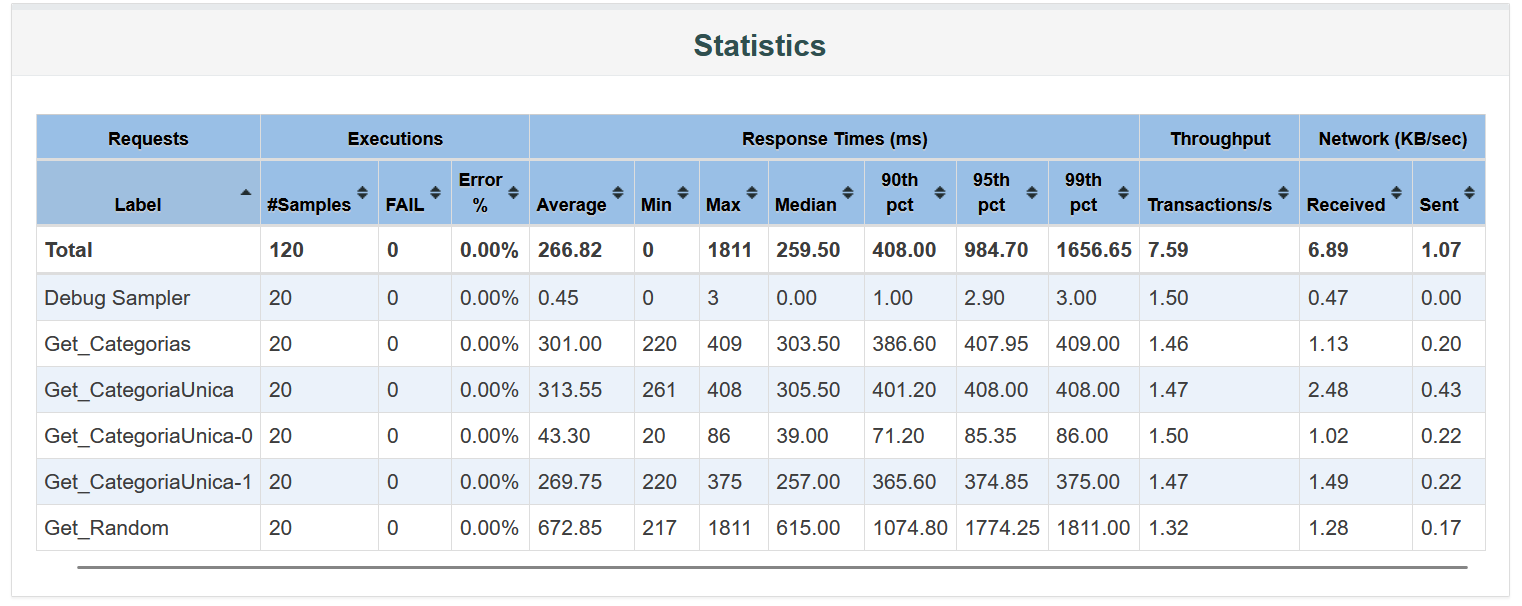 Statistics
Requests Executions Response Times (ms) Throughput Network (KB/sec)
Label #Samples FAIL Error % Average Min Max Median 90th pct 95th pct 99th pct Transactions/s Received Sent
Total 120 0 0.00% 266.82 0 1811 259.50 408.00 984.70 1656.65 7.59 6.89 1.07
Debug Sampler 20 0 0.00% 0.45 0 3 0.00 1.00 2.90 3.00 1.50 0.47 0.00
Get_Categorias 20 0 0.00% 301.00 220 409 303.50 386.60 407.95 409.00 1.46 1.13 0.20
Get_CategoriaUnica 20 0 0.00% 313.55 261 408 305.50 401.20 408.00 408.00 1.47 2.48 0.43
Get_CategoriaUnica-0 20 0 0.00% 43.30 20 86 39.00 71.20 85.35 86.00 1.50 1.02 0.22
Get_CategoriaUnica-1 20 0 0.00% 269.75 220 375 257.00 365.60 374.85 375.00 1.47 1.49 0.22
Get_Random 20 0 0.00% 672.85 217 1811 615.00 1074.80 1774.25 1811.00 1.32 1.28 0.17